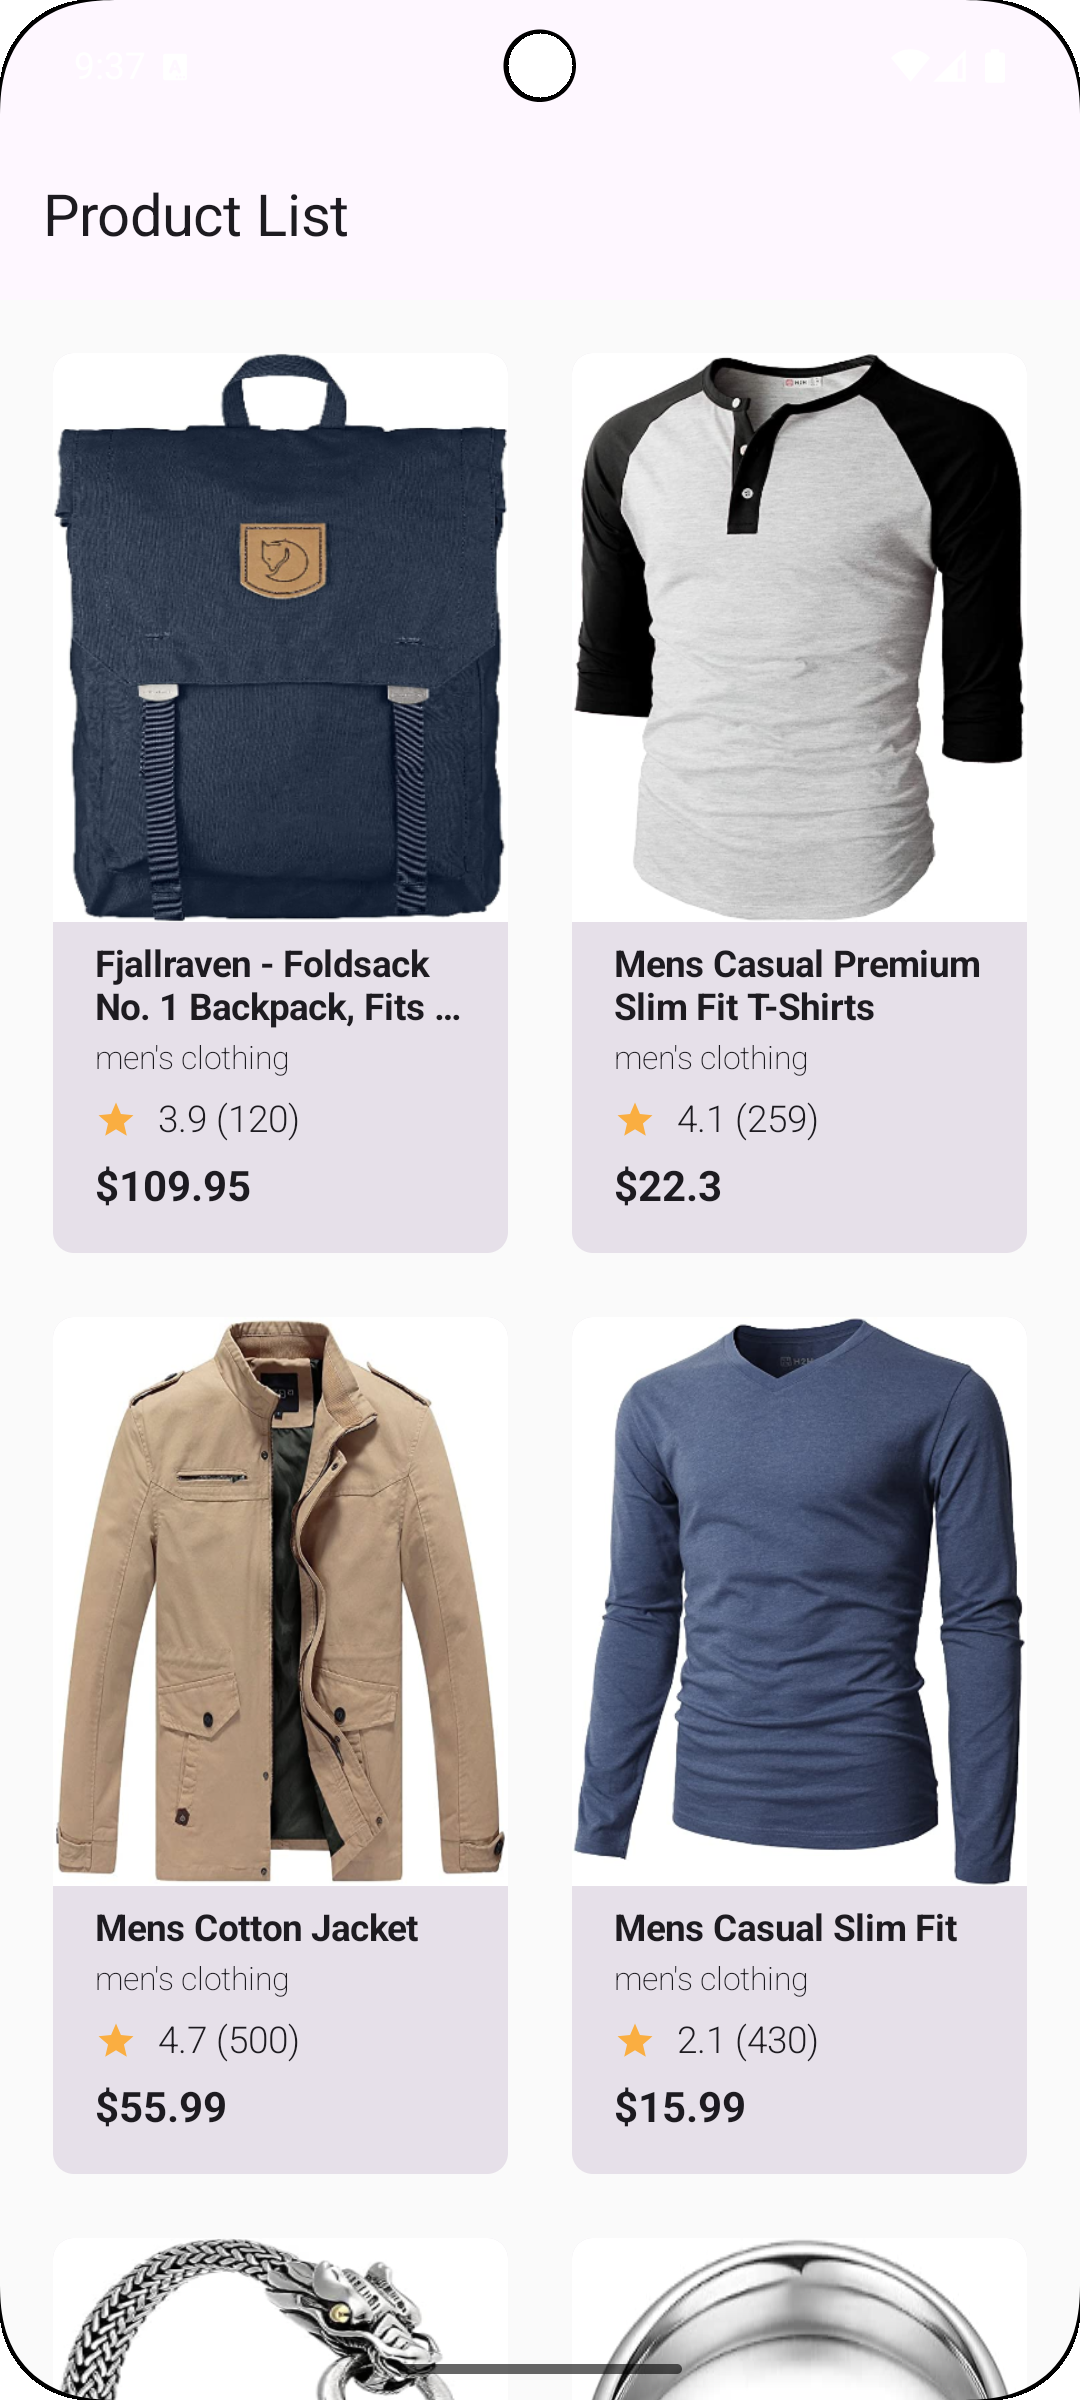 9:37
Product List
Fjallraven - Foldsack
No. 1 Backpack, Fits ...
men's clothing
3.9 (120)
$109.95
Mens Casual Premium
Slim Fit T-Shirts
men's clothing
4.1 (259)
$22.3
Mens Cotton Jacket
men's clothing
4.7 (500)
$55.99
Mens Casual Slim Fit
men's clothing
2.1 (430)
$15.99